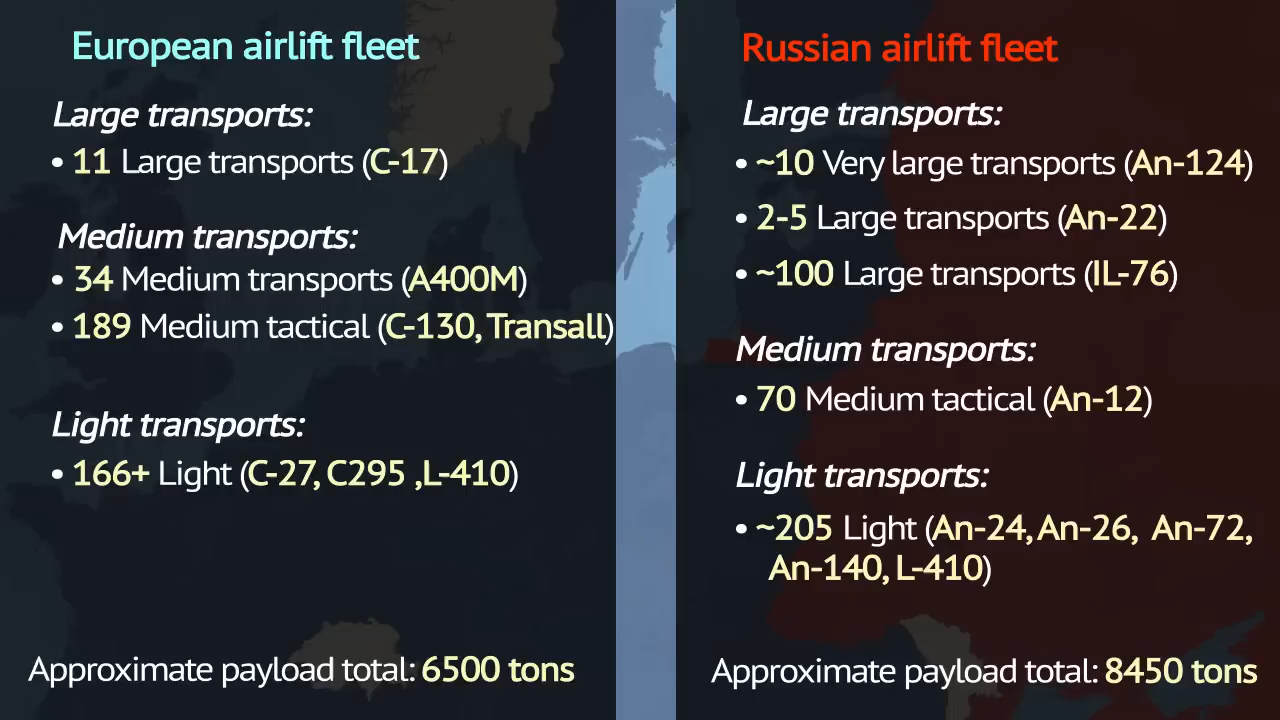 European airlift fleet
Large transports:
• 11 Large transports (C-17)
Medium transports:
• 34 Medium transports (A400M)
• 189 Medium tactical (C-130, Transall)
Light transports:
• 166+ Light (C-27, C295 ,L-410)
Approximate payload total: 6500 tons
Russian airlift fleet
Large transports:
• ~10 Very large transports (An-124)
• 2-5 Large transports (An-22)
• ~100 Large transports (IL-76)
Medium transports:
• 70 Medium tactical (An-12)
Light transports:
• ~205 Light (An-24, An-26, An-72,
An-140, L-410)
Approximate payload total: 8450 tons